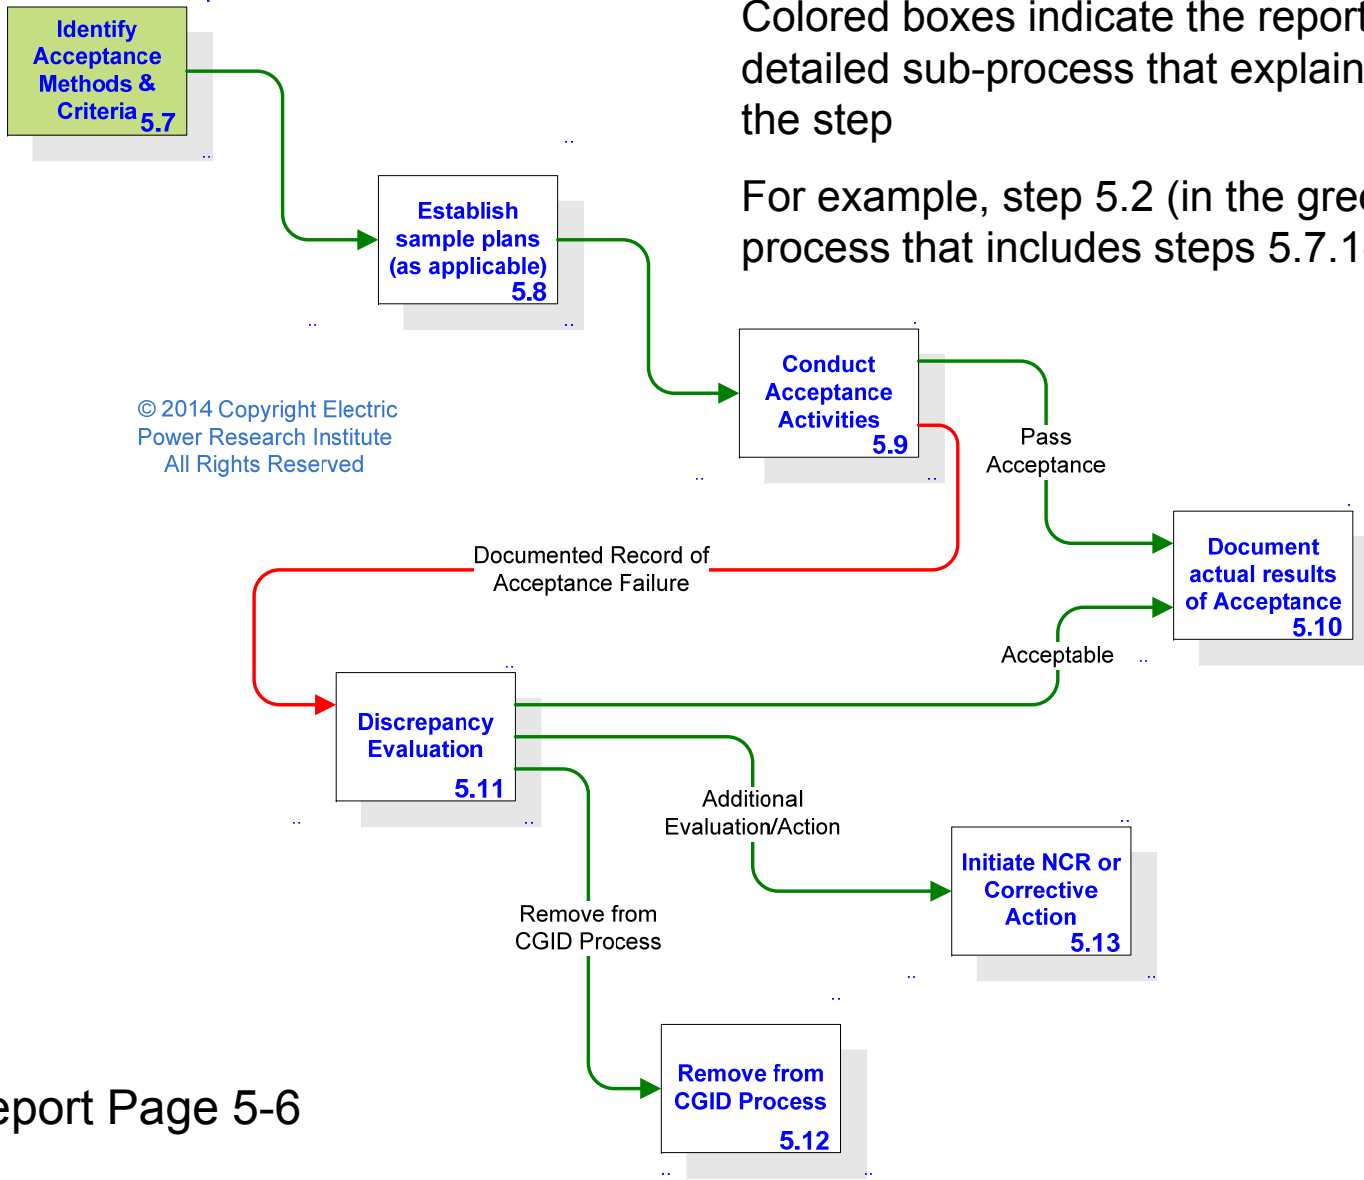 Colored boxes indicate the report
detailed sub-process that explain
the step
For example, step 5.2 (in the gree
process that includes steps 5.7.1
Identify
Acceptance
Methods &
Criteria
5.7
Establish
sample plans
(as applicable)
5.8
Conduct
Acceptance
Activities
5.9
© 2014 Copyright Electric
Power Research Institute
All Rights Reserved
Pass
Acceptance
Document
actual results
of Acceptance
5.10
Documented Record of
Acceptance Failure
Acceptable
Discrepancy
Evaluation
5.11
Additional
Evaluation/Action
Initiate NCR or
Corrective
Action
5.13
Remove from
CGID Process
Remove from
CGID Process
5.12
eport Page 5-6